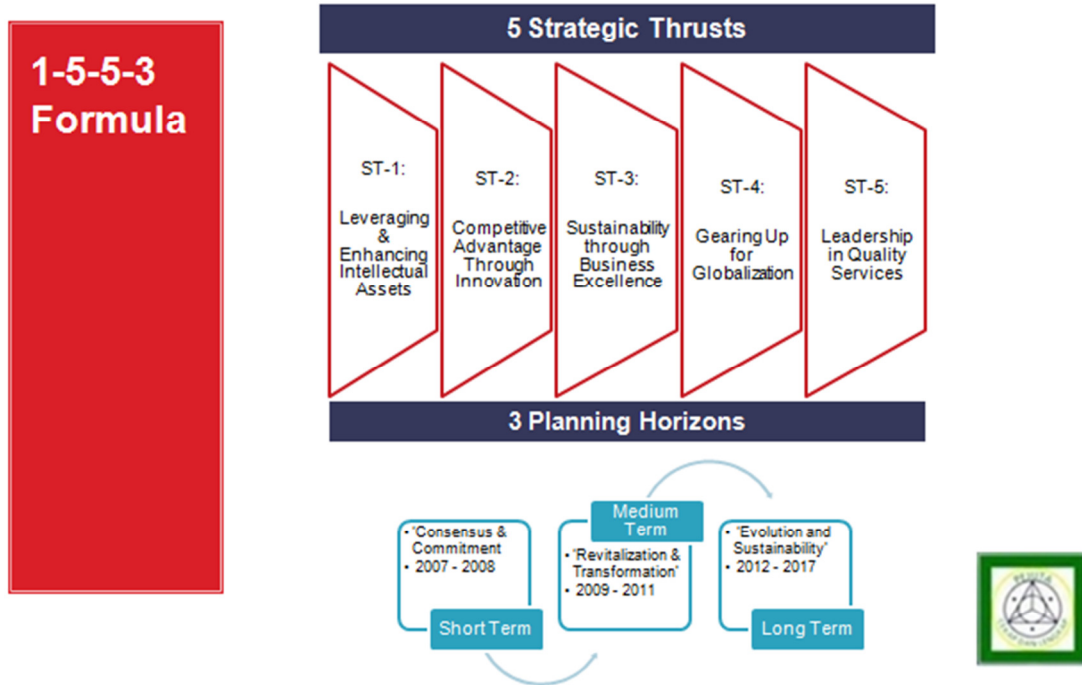 1-5-5-3
Formula
5 Strategic Thrusts
ST-1:
Leveraging
&
Enhancing
Intellectual
Assets
ST-2:
Competitive
Advantage
Through
Innovation
ST-3:
Sustainability
through
Business
Excellence
ST-4:
Gearing Up
for
Globalization
ST-5:
Leadership
in Quality
Services
3 Planning Horizons
• "Consensus &
Commitment
• 2007 - 2008
Short Term
Medium
Term
• "Revitalization &
Transformation"
• 2009 - 2011
• "Evolution and
Sustainability"
• 2012 - 2017
Long Term